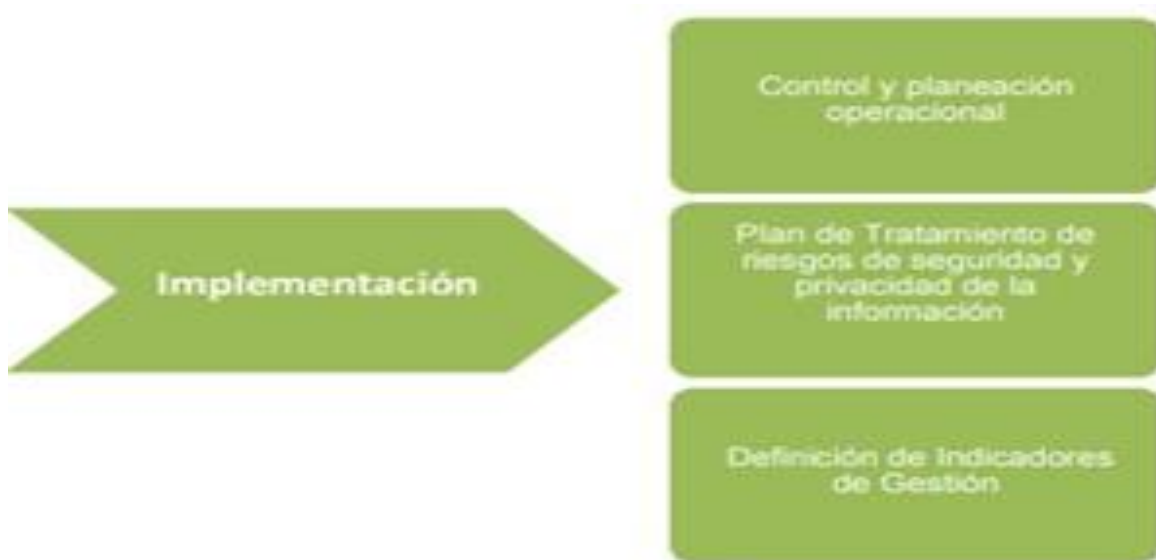 Implementación
Control y planeación
operacional
Plan de Tratamiento de
riesgos de seguridad y
privacidad de la
información
Definición de Indicadores
de Gestión